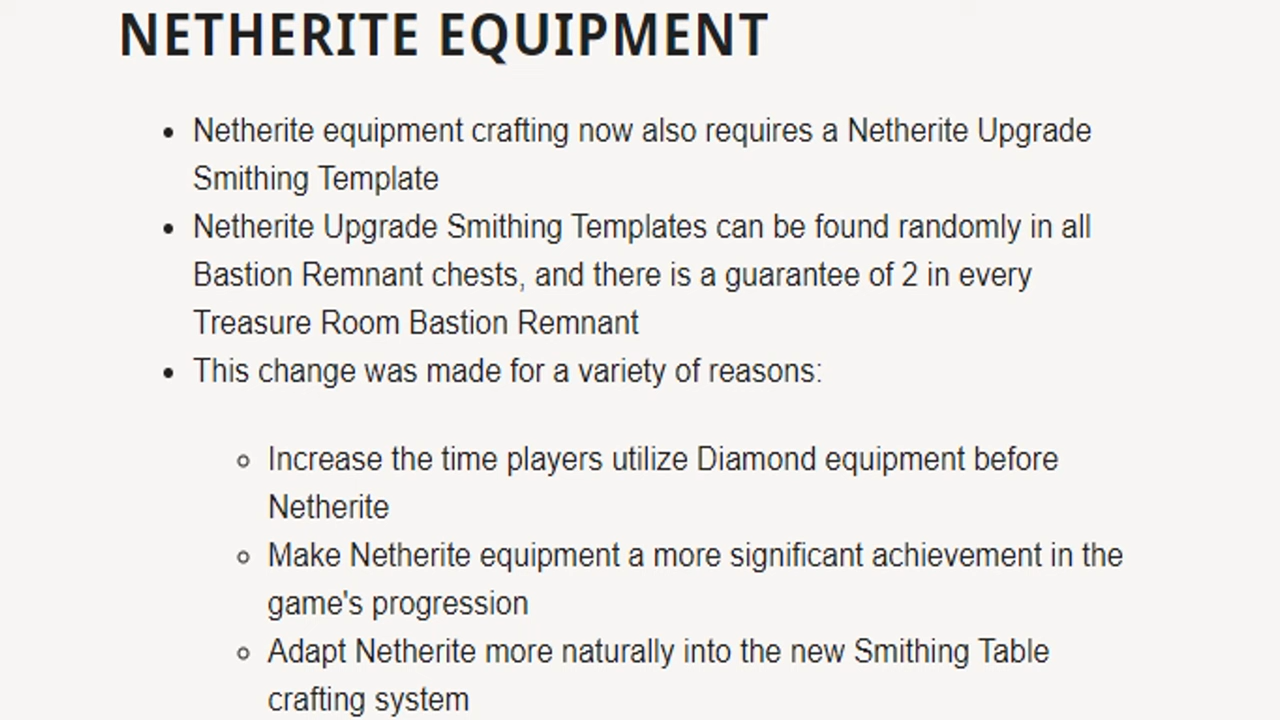 NETHERITE EQUIPMENT
Netherite equipment crafting now also requires a Netherite Upgrade
Smithing Template
Netherite Upgrade Smithing Templates can be found randomly in all
Bastion Remnant chests, and there is a guarantee of 2 in every
Treasure Room Bastion Remnant
This change was made for a variety of reasons:
Increase the time players utilize Diamond equipment before
Netherite
Make Netherite equipment a more significant achievement in the
game's progression
Adapt Netherite more naturally into the new Smithing Table
crafting system